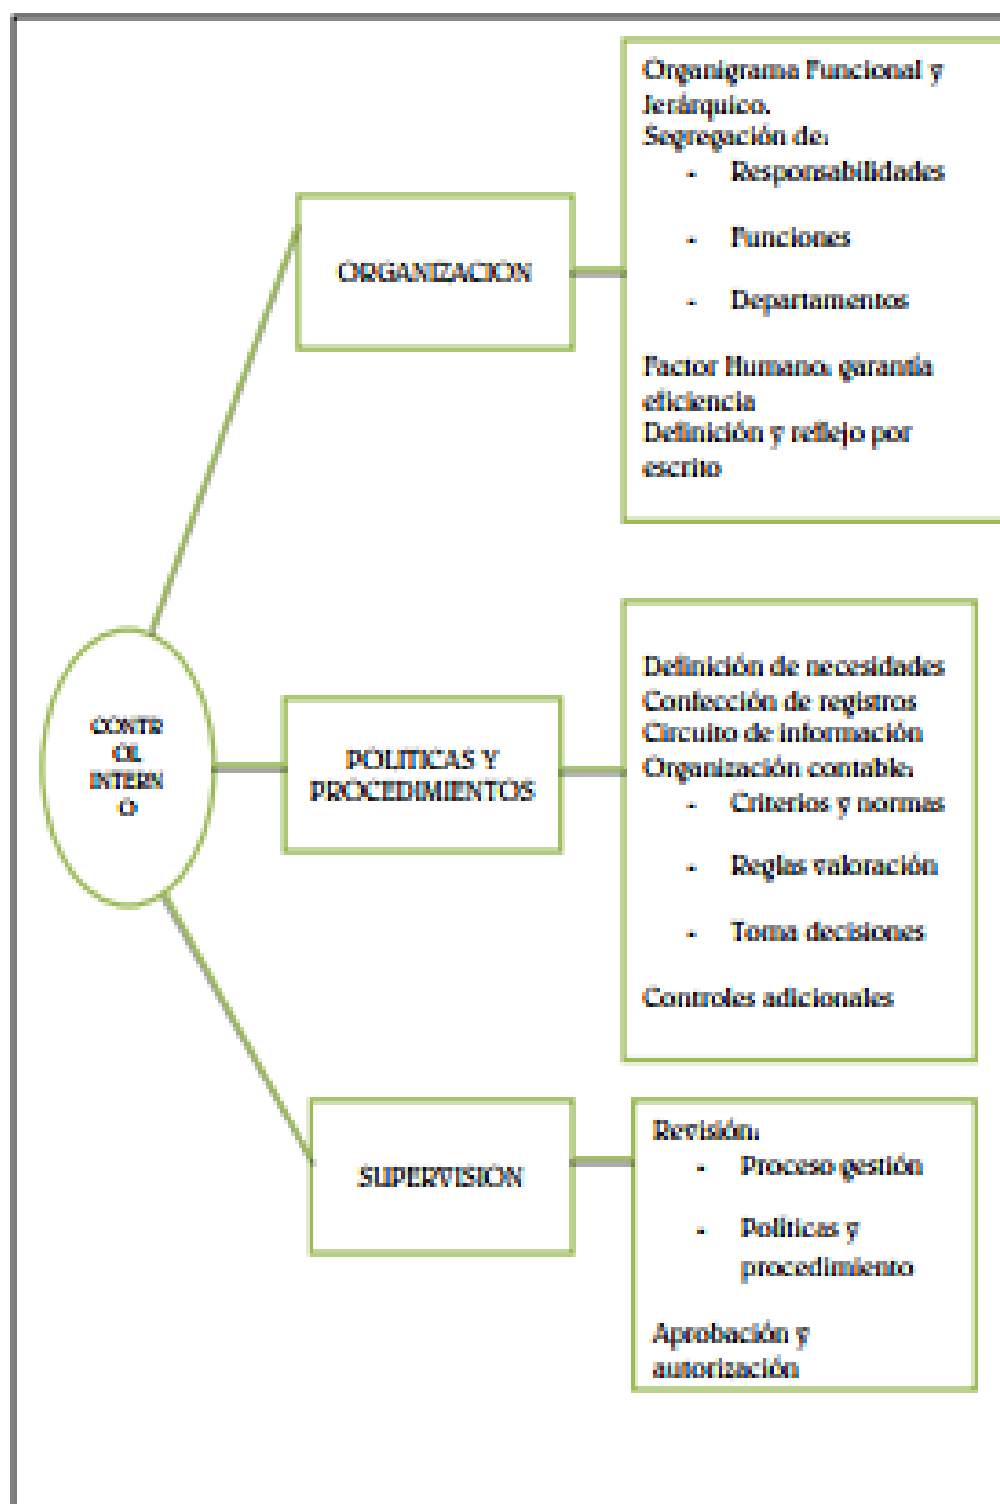 CONTR
OL
INTERN
O
ORGANIZACION
Organigrama Funcional y
Jerárquico.
Segregación de:
- Responsabilidades
- Funciones
- Departamentos
Factor Humano: garantía
eficiencia
Definición y reflejo por
escrito
POLITICAS Y
PROCEDIMIENTOS
Definición de necesidades
Confección de registros
Circuito de información
Organización contable:
- Criterios y normas
- Reglas valoración
- Toma decisiones
Controles adicionales
SUPERVISION
Revisión:
- Proceso gestión
- Políticas y
procedimiento
Aprobación y
autorización